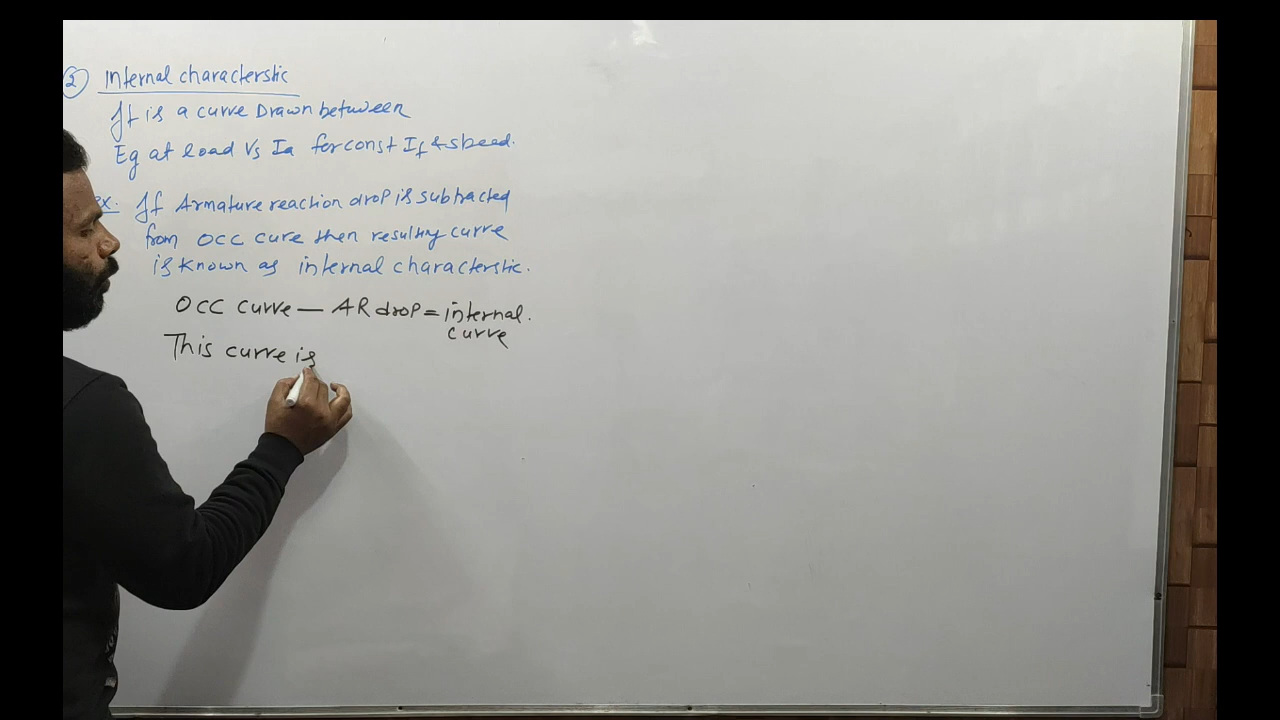 2) Internal characterstic
It is a curve Drawn between
Eg at load Vs Ia for const If & speed.
ex. If Armature reaction drop is subtracted
from OCC cure then resulting curve
is known as internal characterstic.
OCC curve — AR drop = internal.
curve
This curve is